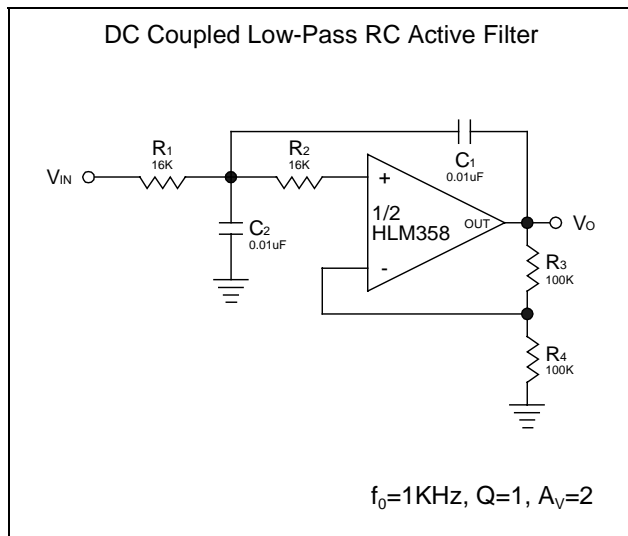 DC Coupled Low-Pass RC Active Filter
R1
16K
R2
16K
C1
0.01uF
VIN
+
1/2
HLM358
OUT
VO
C2
0.01uF
-
R3
100K
R4
100K
f0=1KHz, Q=1, AV=2